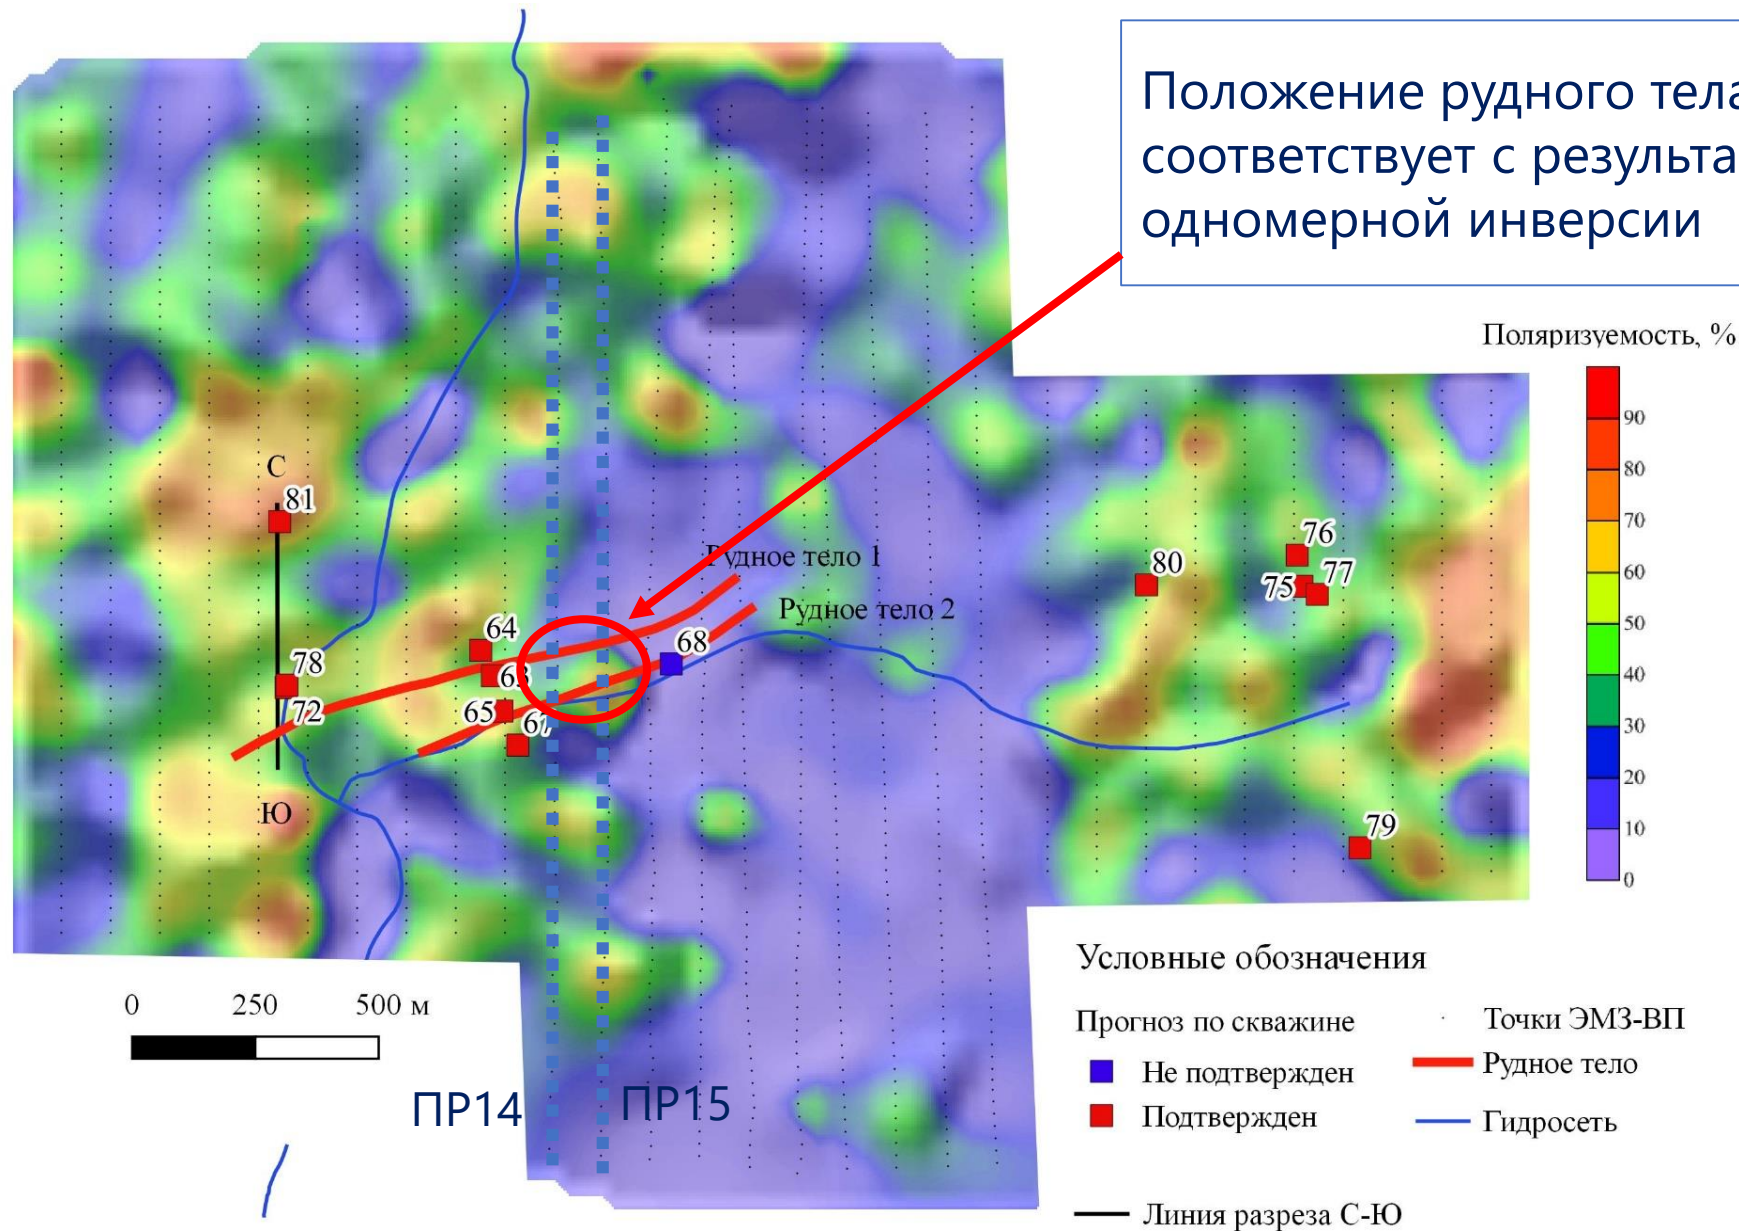 Положение рудного тела
соответствует с результа
одномерной инверсии
Поляризуемость, %
90
80
70
60
50
40
30
20
10
0
С
81
78
72
Ю
64
63
65
67
68
Рудное тело 1
Рудное тело 2
80
76
75
77
79
0 250 500 м
ПР14
ПР15
Условные обозначения
Прогноз по скважине
Не подтвержден
Подтвержден
Точки ЭМЗ-ВП
Рудное тело
Гидросеть
Линия разреза С-Ю